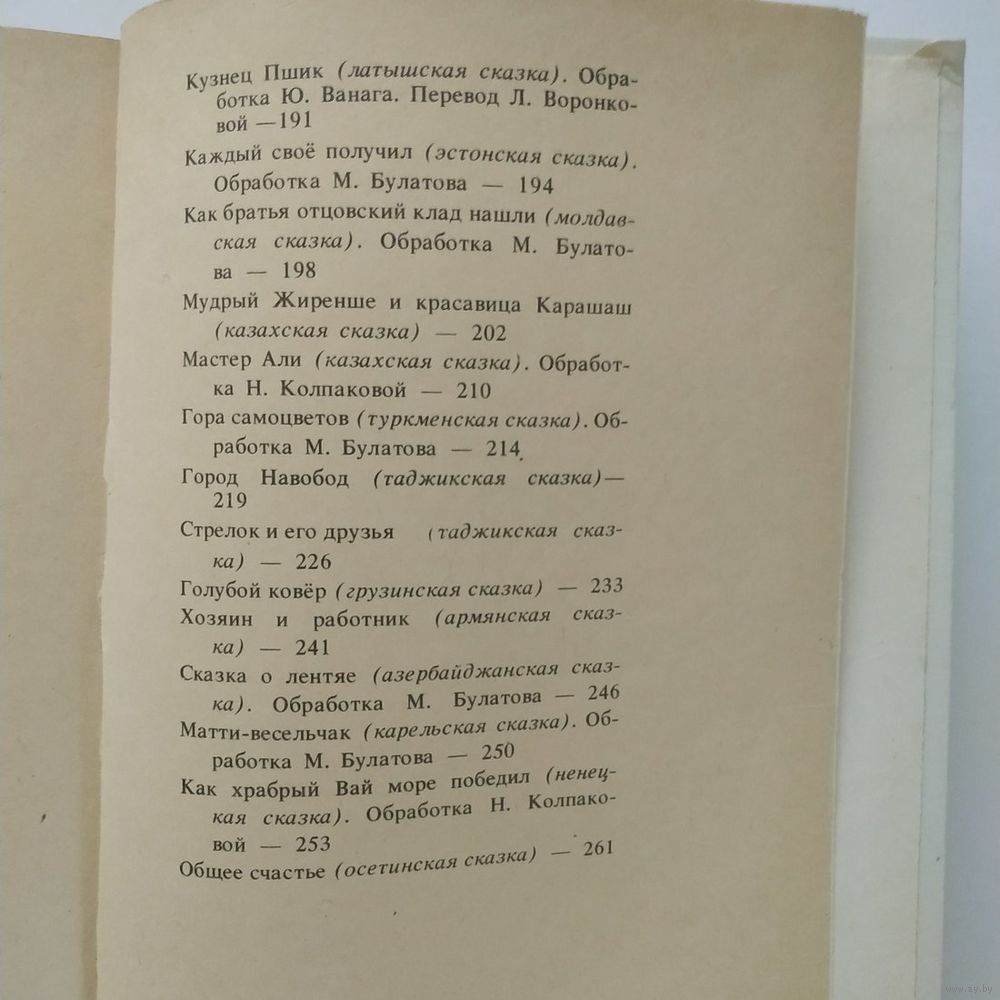 Кузнец Пшик (латышская сказка). Обра-
ботка Ю. Ванага. Перевод Л. Воронко-
вой —191
Каждый своё получил (эстонская сказка).
Обработка М. Булатова — 194
Как братья отцовский клад нашли (молдав-
ская сказка). Обработка М. Булато-
ва — 198
Мудрый Жиренше и красавица Карашаш
(казахская сказка) — 202
Мастер Али (казахская сказка). Обработ-
ка Н. Колпаковой — 210
Гора самоцветов (туркменская сказка). Об-
работка М. Булатова — 214
Город Навобод (таджикская сказка)—
219
Стрелок и его друзья (таджикская сказ-
ка) — 226
Голубой ковёр (грузинская сказка) — 233
Хозяин и работник (армянская сказ-
ка) — 241
Сказка о лентяе (азербайджанская сказ-
ка). Обработка М. Булатова — 246
Матти-весельчак (карельская сказка). Об-
работка М. Булатова — 250
Как храбрый Вай море победил (ненец-
кая сказка). Обработка Н. Колпако-
вой — 253
Общее счастье (осетинская сказка) — 261
www.ay.by